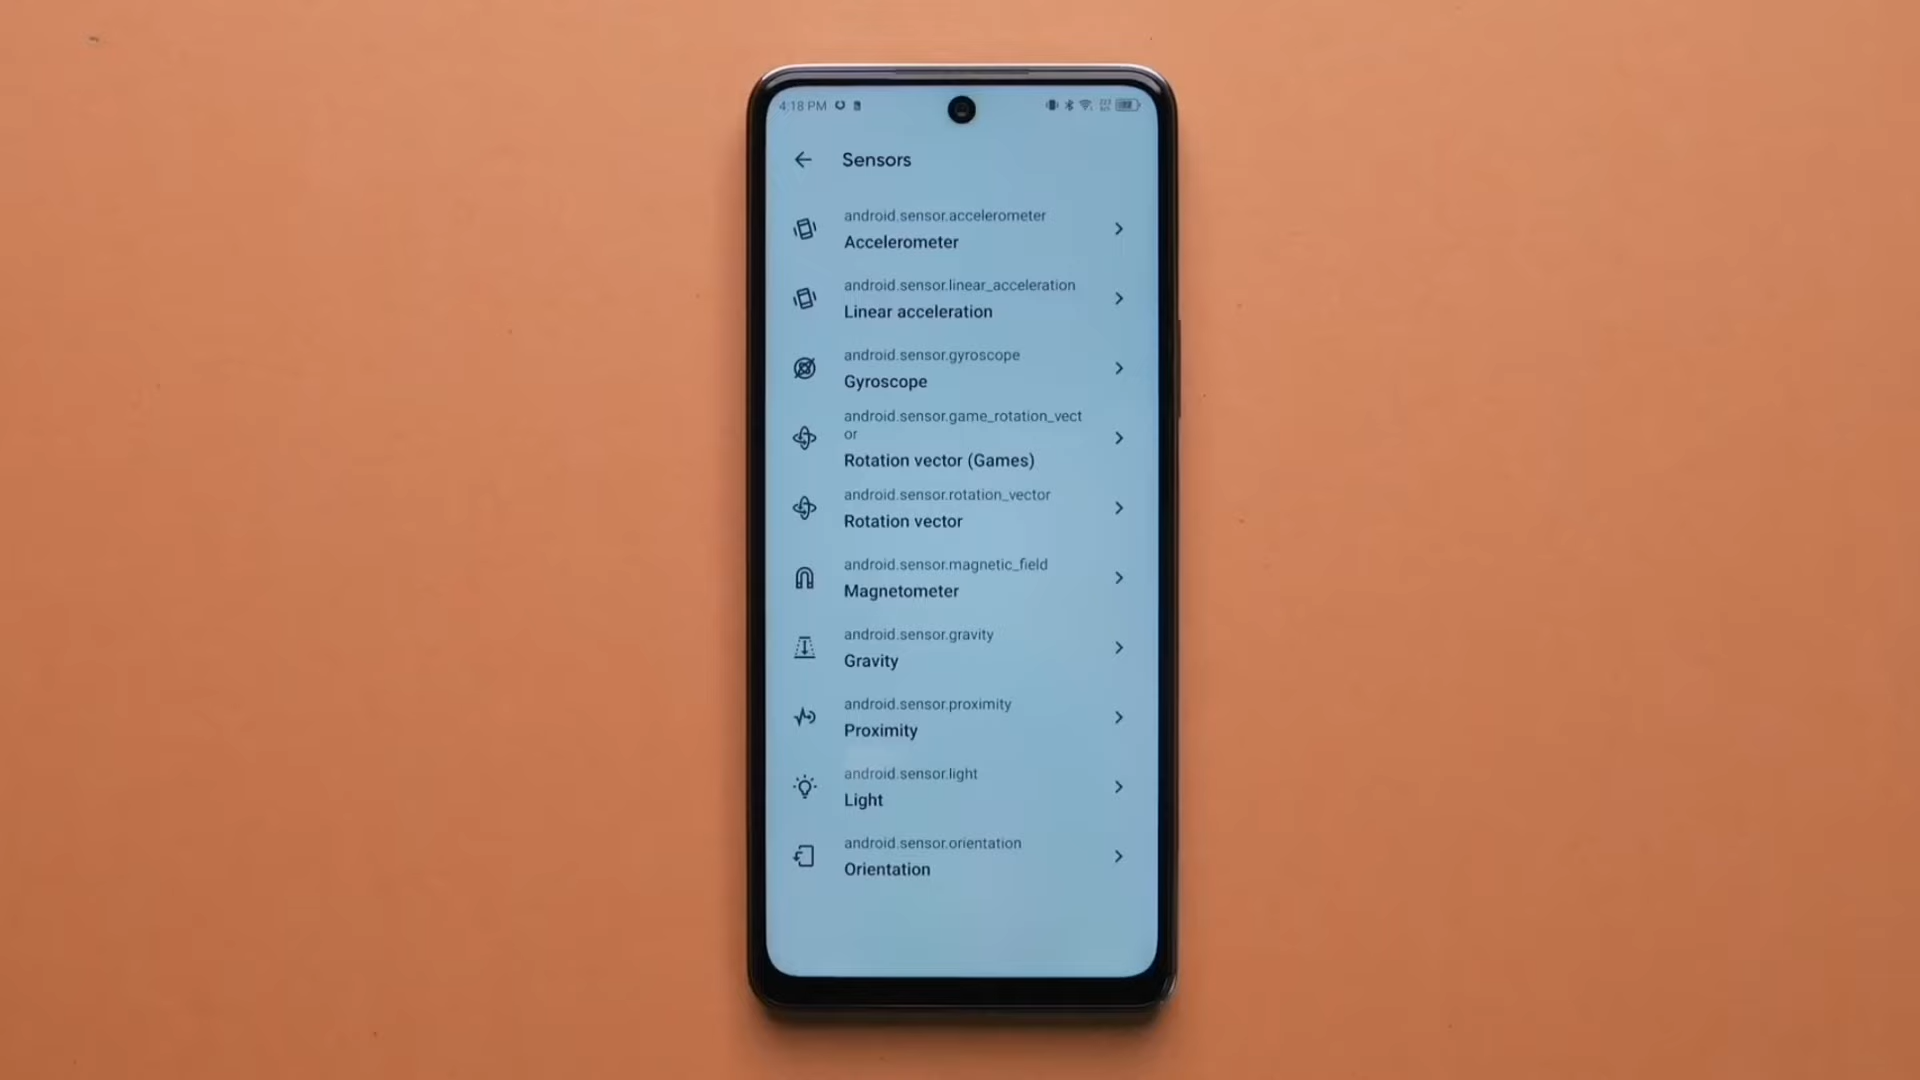 4:18 PM
Sensors
android.sensor.accelerometer
Accelerometer
android.sensor.linear_acceleration
Linear acceleration
android.sensor.gyroscope
Gyroscope
android.sensor.game_rotation_vect
or
Rotation vector (Games)
android.sensor.rotation_vector
Rotation vector
android.sensor.magnetic_field
Magnetometer
android.sensor.gravity
Gravity
android.sensor.proximity
Proximity
android.sensor.light
Light
android.sensor.orientation
Orientation